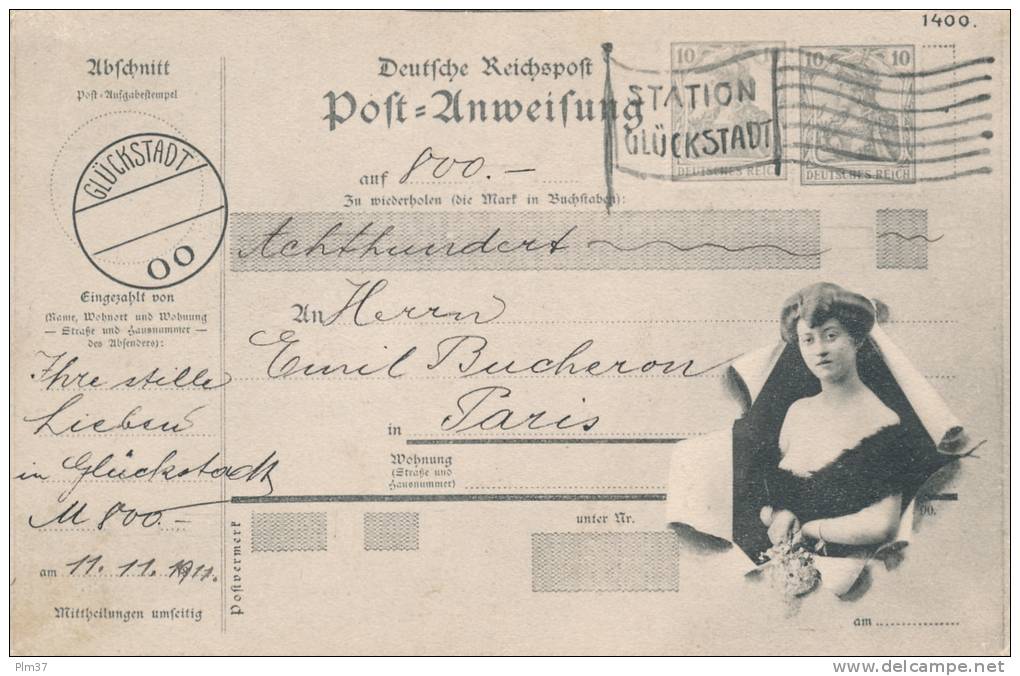 1400.
Abschnitt
Post-Aufgabestempel
GLÜCKSTADT
00
Eingezahlt von
(Name, Wohnort und Wohnung
— Straße und Hausnummer —
des Absenders):
Ihre stille
Lieben
in Glückstadt
M 800.-
am 11. 11. 1911.
Mittheilungen umseitig
Postvermerk
Deutsche Reichspost
Post-Anweisung
10 10 10
STATION
GLÜCKSTADT
DEUTSCHES REICH DEUTSCHES REICH
auf 800.-
Zu wiederholen (die Mark in Buchstaben):
Achthundert
An Herrn
Emil Bucheron
in Paris
Wohnung
(Straße und
Hausnummer)
unter Nr.
90.
am
Plm37
delcampe.net